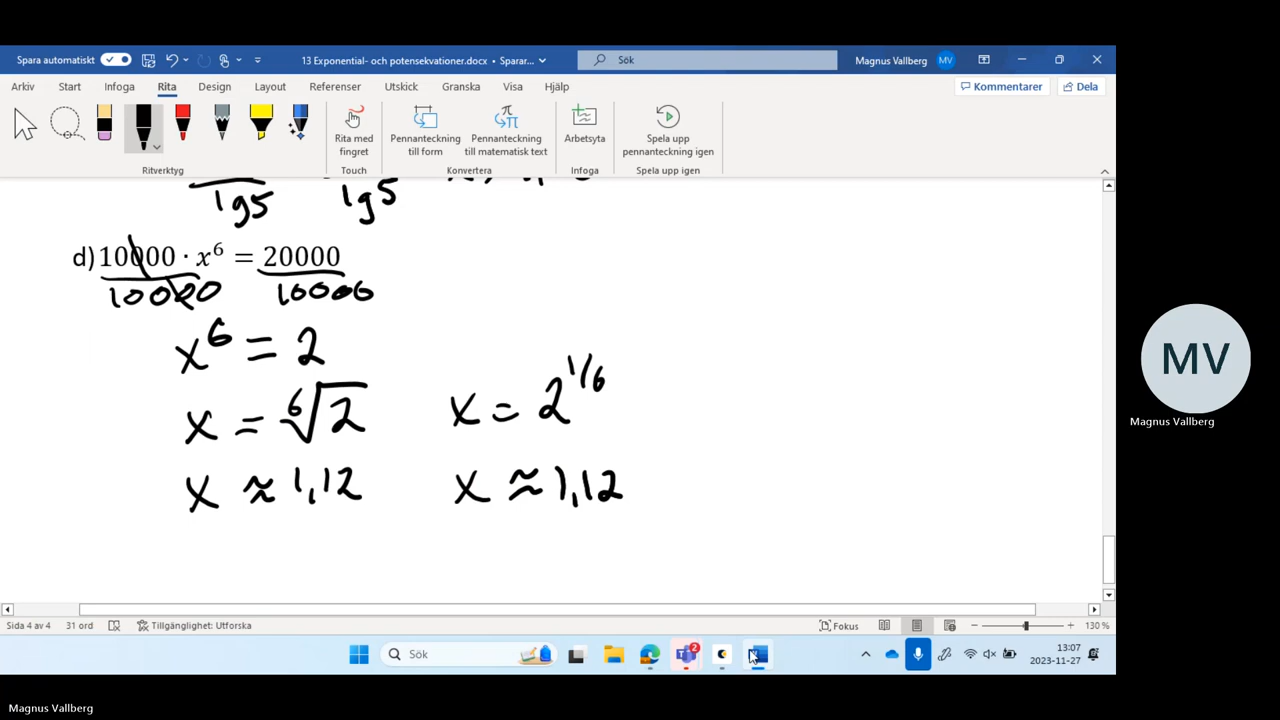 Spara automatiskt
13 Exponential- och potensekvationer.docx • Sparar...
Sök
Magnus Vallberg MV
Arkiv Start Infoga Rita Design Layout Referenser Utskick Granska Visa Hjälp
Kommentarer Dela
Rita med fingret
Pennanteckning till form
Pennanteckning till matematisk text
Arbetsyta
Spela upp pennanteckning igen
Ritverktyg Touch Konvertera Infoga Spela upp igen
lg5 lg5
d) 10000 · x⁶ = 20000
10000 10000
x⁶ = 2
x = ⁶√2 x = 2^1/6
x ≈ 1,12 x ≈ 1,12
MV
Magnus Vallberg
Sida 4 av 4 31 ord Tillgänglighet: Utforska Fokus 130 %
Sök 2 13:07
2023-11-27
Magnus Vallberg